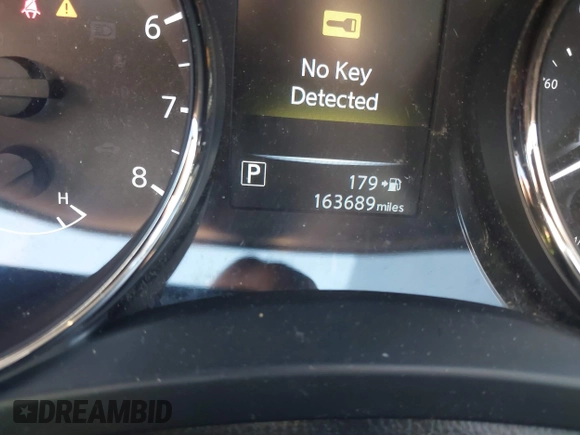 6
7
8
H
No Key
Detected
P
179
163689 miles
60
DREAMBID